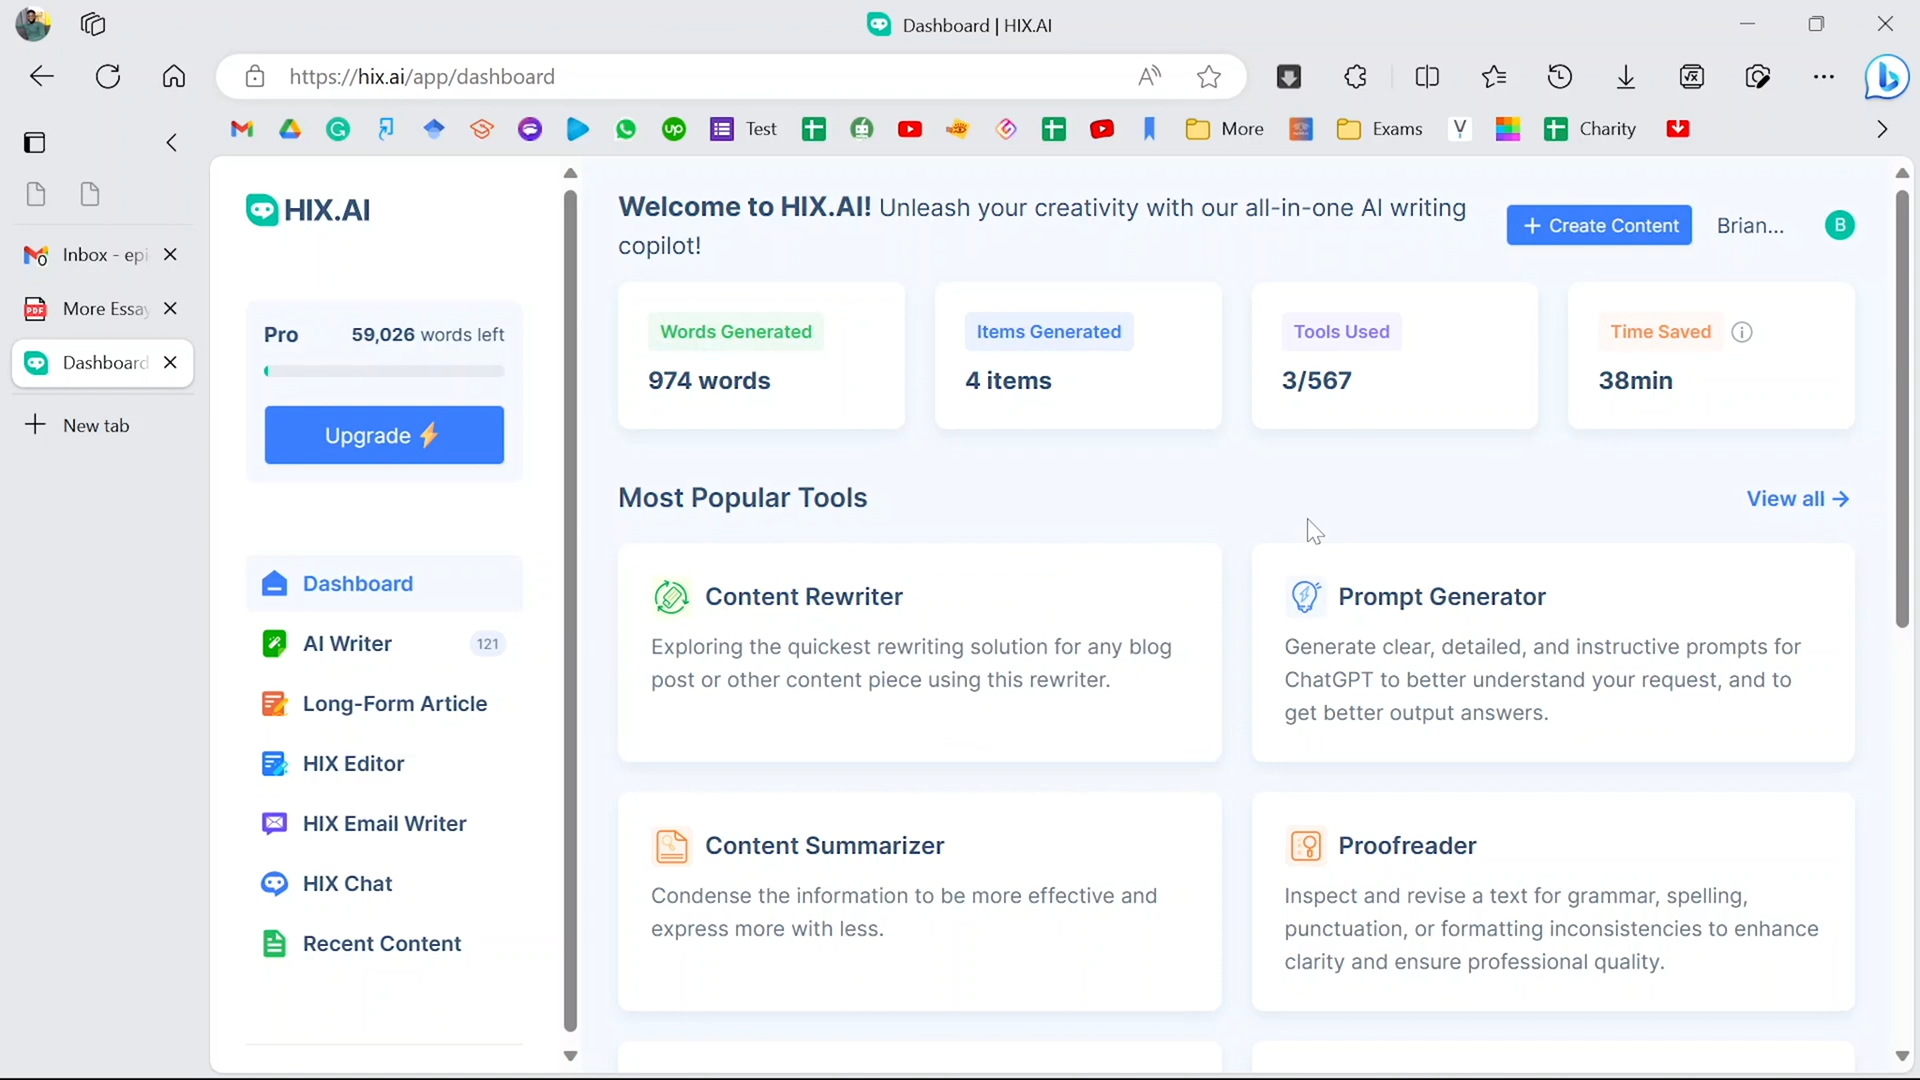 Dashboard | HIX.AI
https://hix.ai/app/dashboard
Test
More
Exams
Charity
Inbox - epi
More Essay
Dashboard
New tab
HIX.AI
Pro
59,026 words left
Upgrade
Dashboard
AI Writer
121
Long-Form Article
HIX Editor
HIX Email Writer
HIX Chat
Recent Content
Welcome to HIX.AI! Unleash your creativity with our all-in-one AI writing
copilot!
+ Create Content
Brian...
B
Words Generated
974 words
Items Generated
4 items
Tools Used
3/567
Time Saved
38min
Most Popular Tools
View all →
Content Rewriter
Exploring the quickest rewriting solution for any blog
post or other content piece using this rewriter.
Prompt Generator
Generate clear, detailed, and instructive prompts for
ChatGPT to better understand your request, and to
get better output answers.
Content Summarizer
Condense the information to be more effective and
express more with less.
Proofreader
Inspect and revise a text for grammar, spelling,
punctuation, or formatting inconsistencies to enhance
clarity and ensure professional quality.